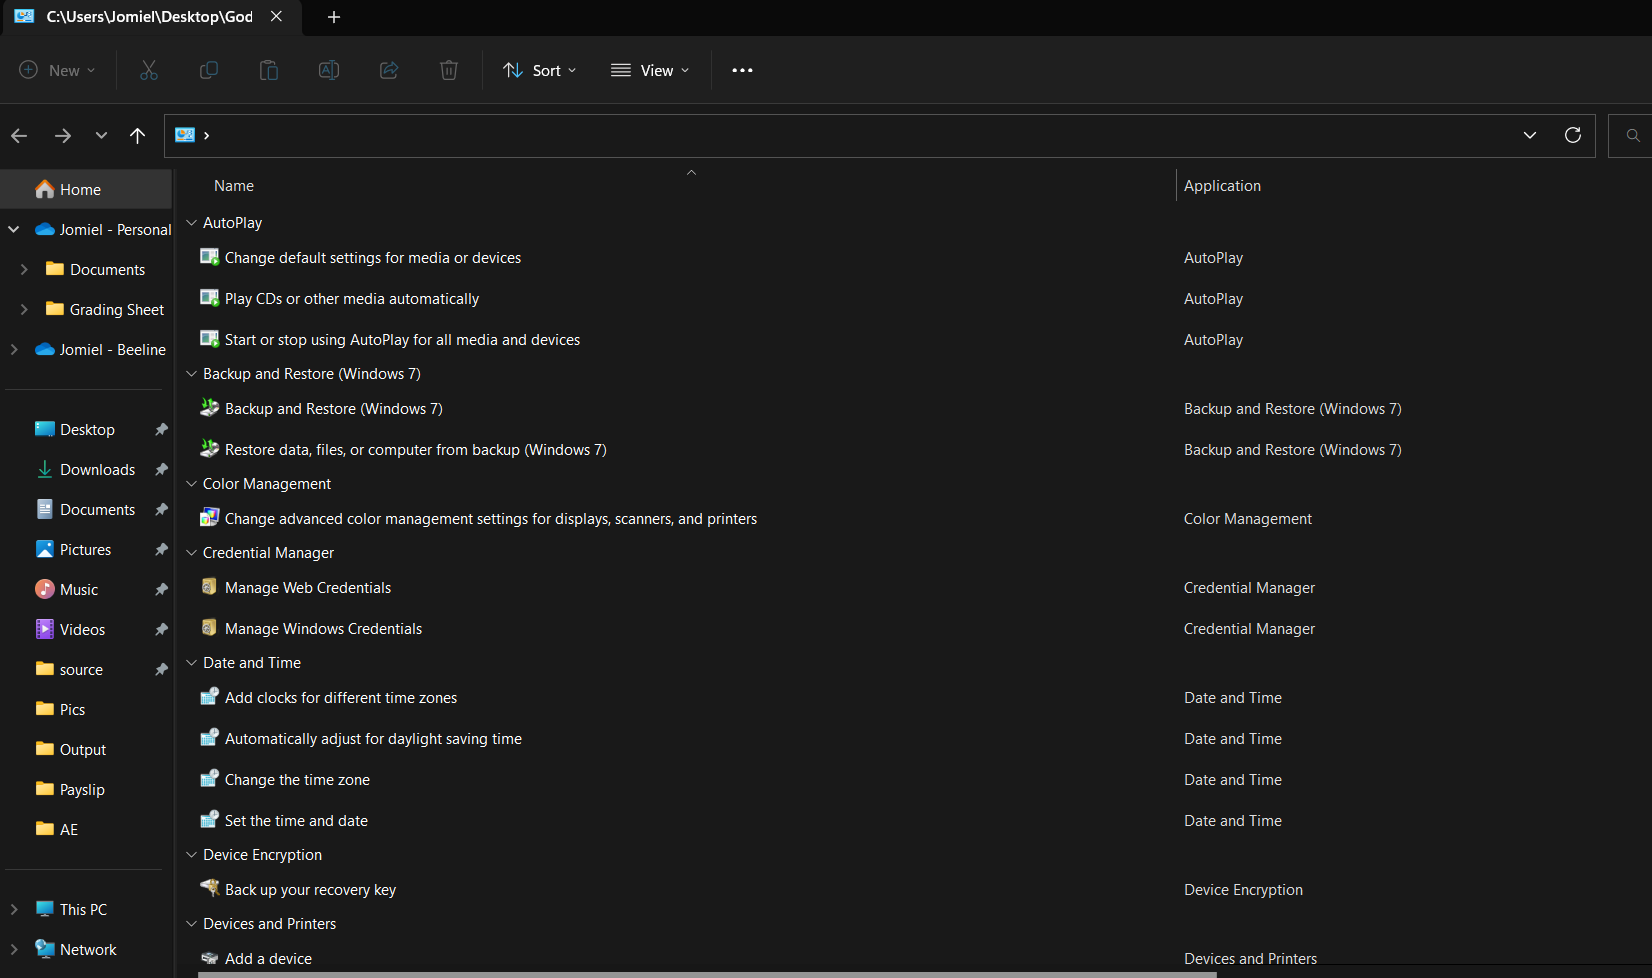 C:\Users\Jomiel\Desktop\God
New
Sort
View
Home
Jomiel - Personal
Documents
Grading Sheet
Jomiel - Beeline
Desktop
Downloads
Documents
Pictures
Music
Videos
source
Pics
Output
Payslip
AE
This PC
Network
Name Application
AutoPlay
Change default settings for media or devices AutoPlay
Play CDs or other media automatically AutoPlay
Start or stop using AutoPlay for all media and devices AutoPlay
Backup and Restore (Windows 7)
Backup and Restore (Windows 7) Backup and Restore (Windows 7)
Restore data, files, or computer from backup (Windows 7) Backup and Restore (Windows 7)
Color Management
Change advanced color management settings for displays, scanners, and printers Color Management
Credential Manager
Manage Web Credentials Credential Manager
Manage Windows Credentials Credential Manager
Date and Time
Add clocks for different time zones Date and Time
Automatically adjust for daylight saving time Date and Time
Change the time zone Date and Time
Set the time and date Date and Time
Device Encryption
Back up your recovery key Device Encryption
Devices and Printers
Add a device Devices and Printers